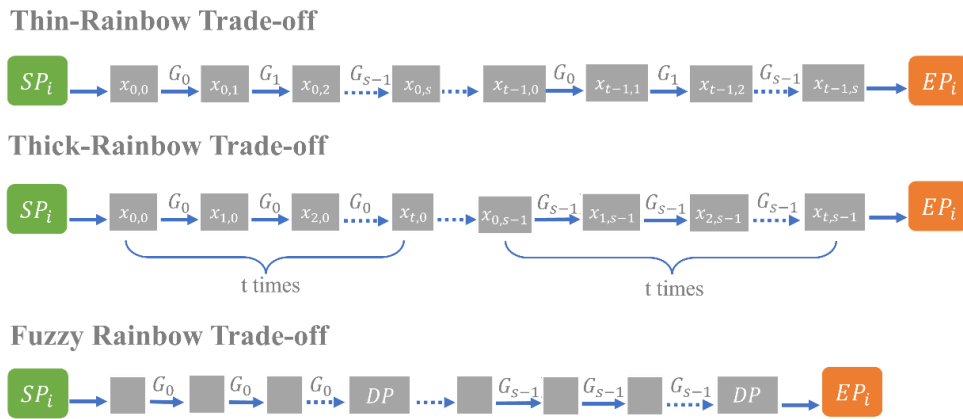 Thin-Rainbow Trade-off
G_0 G_1 G_{s-1} G_0 G_1 G_{s-1}
SP_i x_{0,0} x_{0,1} x_{0,2} x_{0,s} x_{t-1,0} x_{t-1,1} x_{t-1,2} x_{t-1,s} EP_i
Thick-Rainbow Trade-off
G_0 G_0 G_0 G_{s-1} G_{s-1} G_{s-1}
SP_i x_{0,0} x_{1,0} x_{2,0} x_{t,0} x_{0,s-1} x_{1,s-1} x_{2,s-1} x_{t,s-1} EP_i
t times t times
Fuzzy Rainbow Trade-off
G_0 G_0 G_0 G_{s-1} G_{s-1} G_{s-1}
SP_i DP DP EP_i